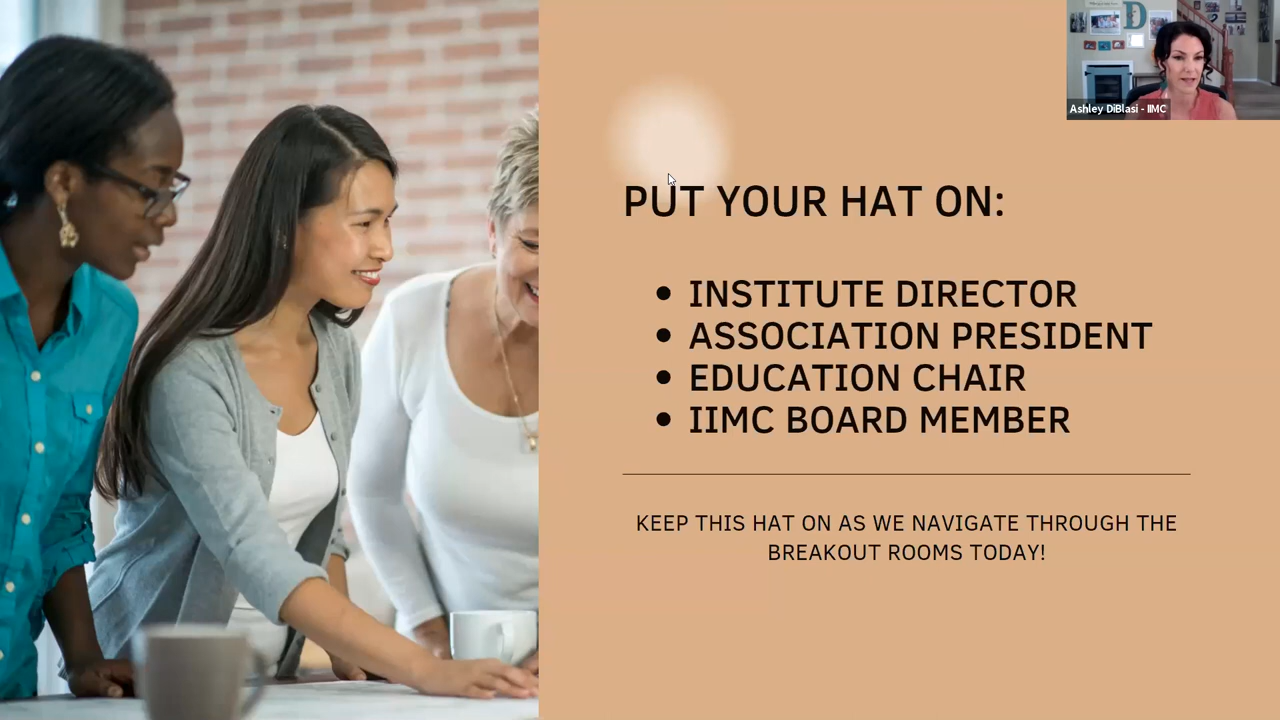 Ashley DiBlasi - IIMC
PUT YOUR HAT ON:
• INSTITUTE DIRECTOR
• ASSOCIATION PRESIDENT
• EDUCATION CHAIR
• IIMC BOARD MEMBER
KEEP THIS HAT ON AS WE NAVIGATE THROUGH THE
BREAKOUT ROOMS TODAY!